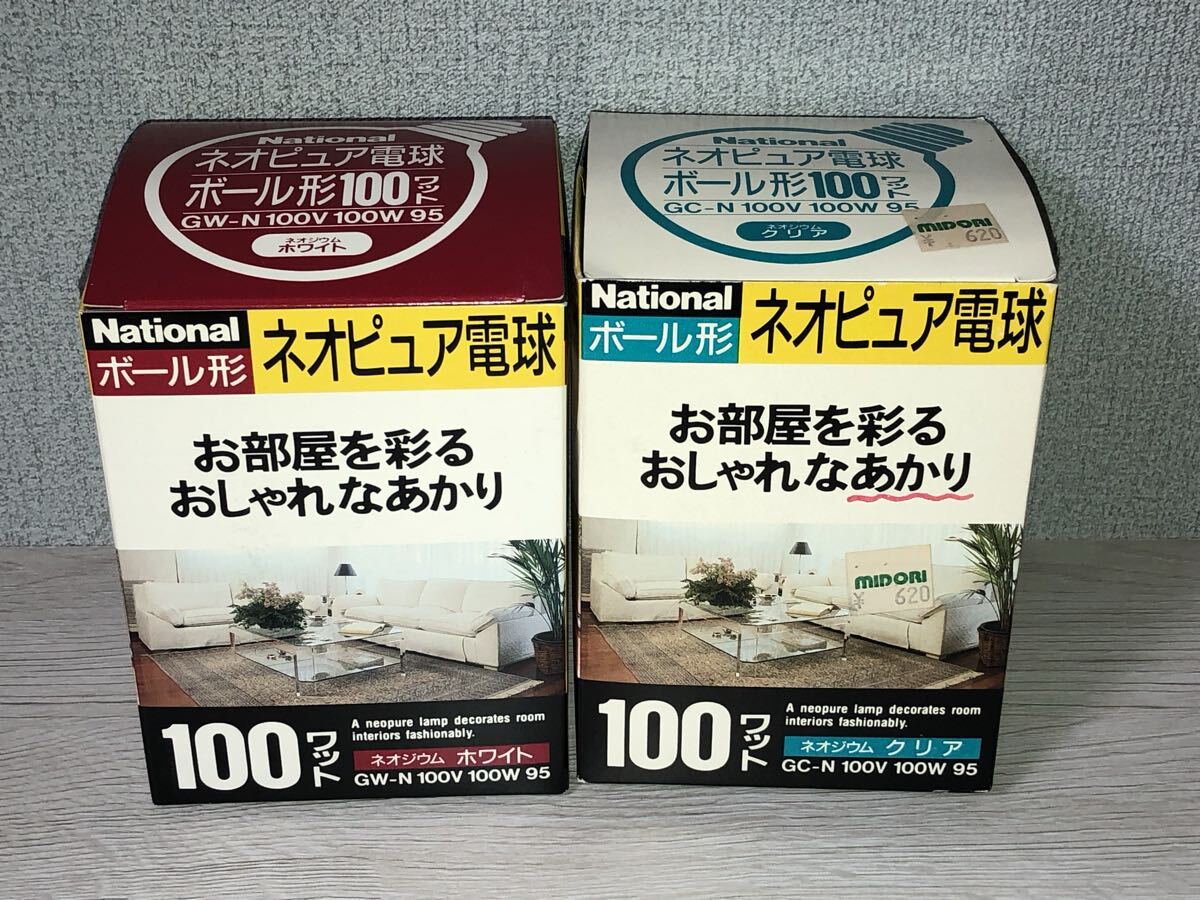 National
ネオピュア電球
ボール形100ワット
GW-N 100V 100W 95
ネオジウム
ホワイト
National
ボール形
ネオピュア電球
お部屋を彩る
おしゃれなあかり
100ワット
A neopure lamp decorates room
interiors fashionably.
ネオジウム ホワイト
GW-N 100V 100W 95
National
ネオピュア電球
ボール形100ワット
GC-N 100V 100W 95
ネオジウム
クリア
MIDORI
620
National
ボール形
ネオピュア電球
お部屋を彩る
おしゃれなあかり
MIDORI
620
100ワット
A neopure lamp decorates room
interiors fashionably.
ネオジウム クリア
GC-N 100V 100W 95